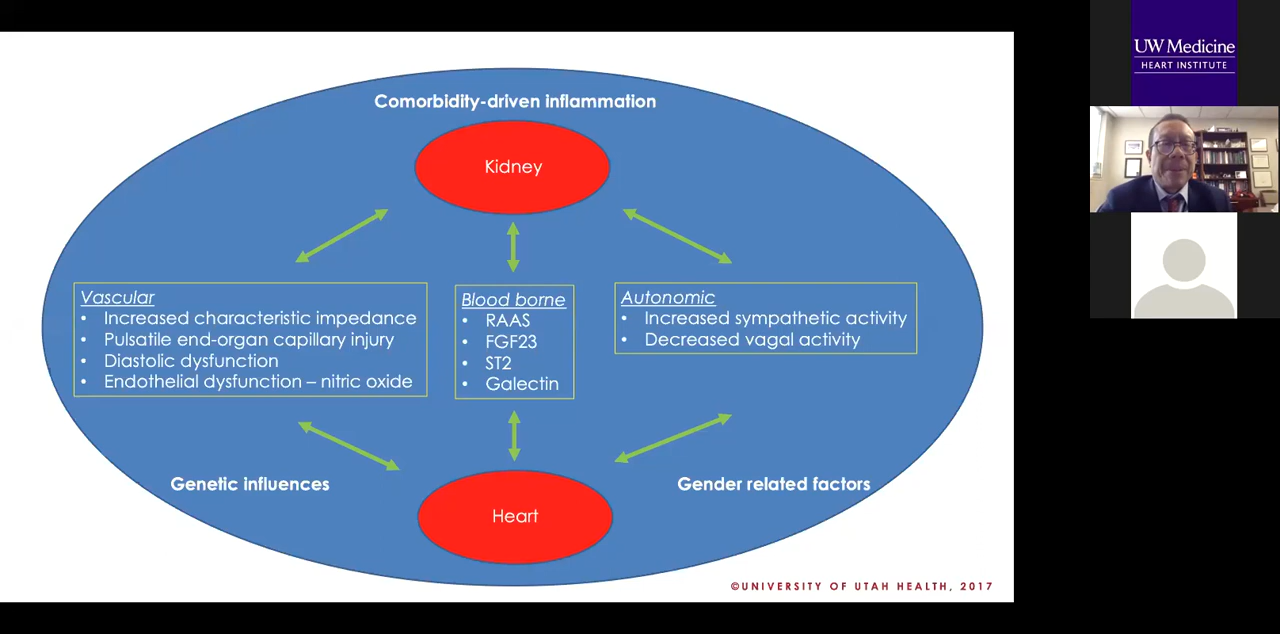 Comorbidity-driven inflammation
Kidney
Vascular
• Increased characteristic impedance
• Pulsatile end-organ capillary injury
• Diastolic dysfunction
• Endothelial dysfunction – nitric oxide
Blood borne
• RAAS
• FGF23
• ST2
• Galectin
Autonomic
• Increased sympathetic activity
• Decreased vagal activity
Genetic influences
Gender related factors
Heart
©UNIVERSITY OF UTAH HEALTH, 2017
UW Medicine
HEART INSTITUTE